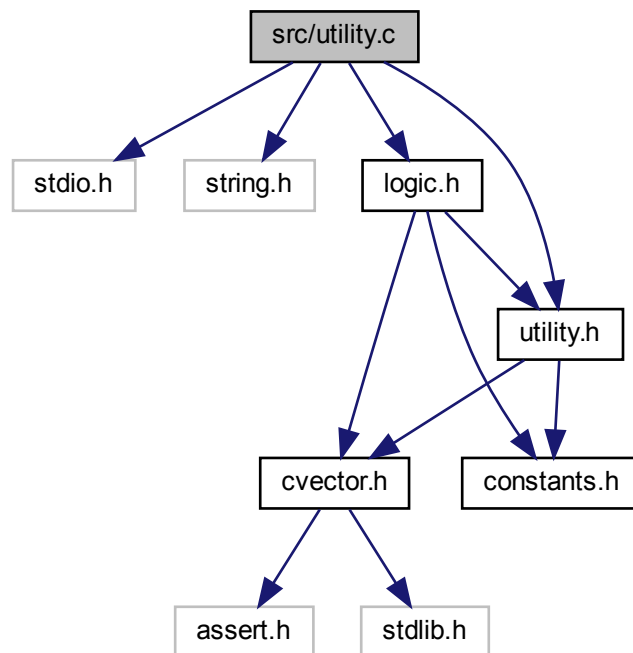 src/utility.c
stdio.h
string.h
logic.h
utility.h
cvector.h
constants.h
assert.h
stdlib.h